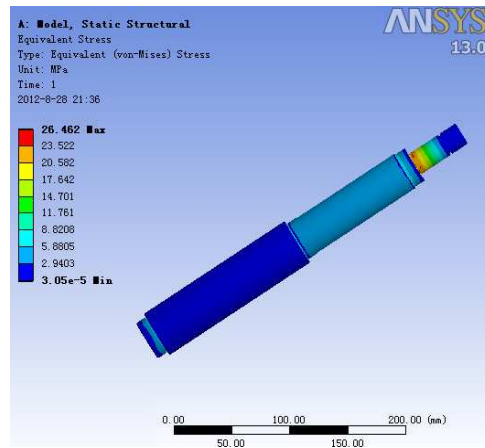 A: Model, Static Structural
Equivalent Stress
Type: Equivalent (von-Mises) Stress
Unit: MPa
Time: 1
2012-8-28 21:36
ANSYS
13.0
26.462 Max
23.522
20.582
17.642
14.701
11.761
8.8208
5.8805
2.9403
3.05e-5 Min
0.00 100.00 200.00 (mm)
50.00 150.00